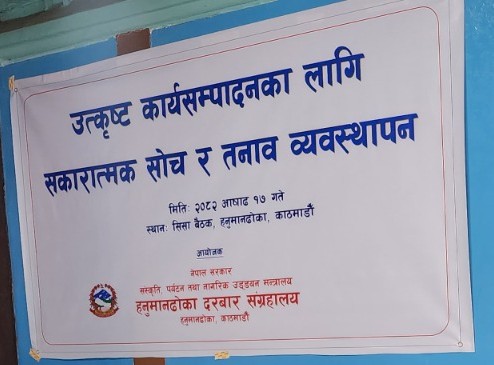 उत्कृष्ट कार्यसम्पादनका लागि
सकारात्मक सोच र तनाव व्यवस्थापन
मितिः २०८२ आषाढ १७ गते
स्थानः सिसा बैठक, हनुमानढोका, काठमाडौं
आयोजक
नेपाल सरकार
संस्कृति, पर्यटन तथा नागरिक उड्डयन मन्त्रालय
हनुमानढोका दरबार संग्रहालय
हनुमानढोका, काठमाडौं